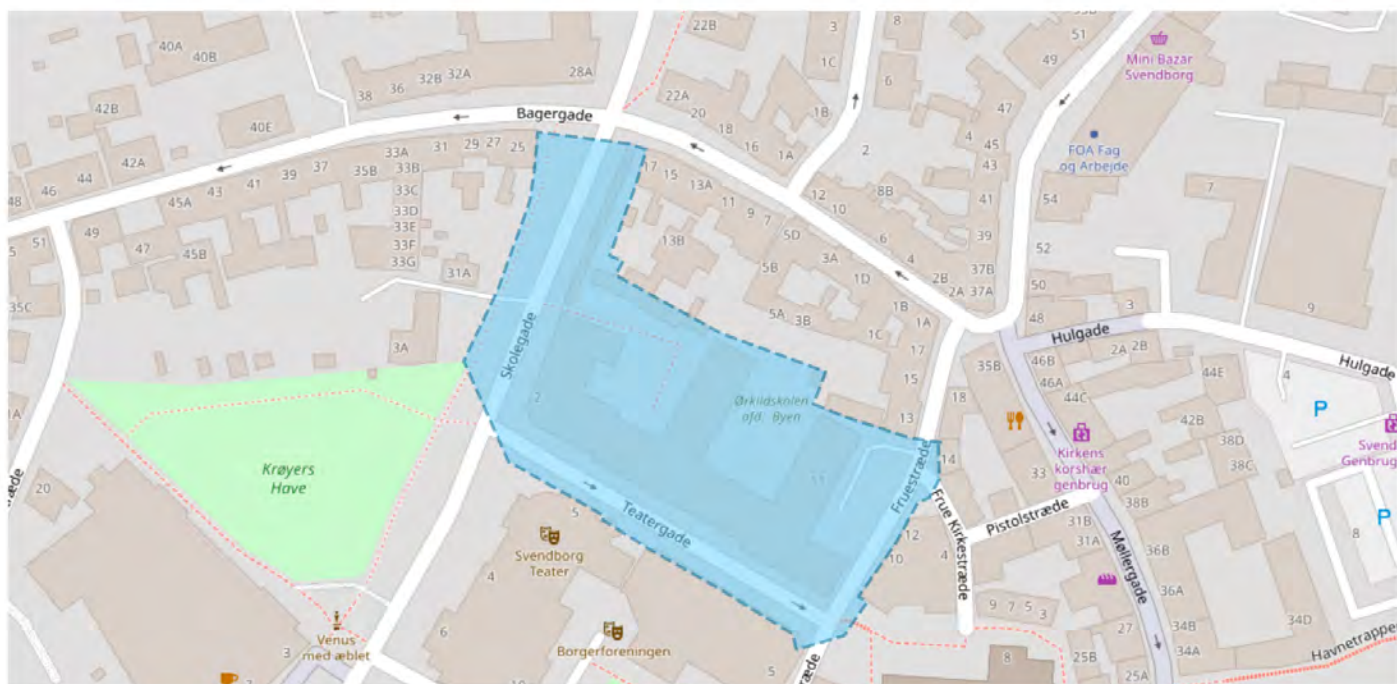 22B
40A
40B
32B
32A
28A
36
38
42B
40E
Bagergade
22A
20
18
16
1A
1B
1C
3
8
6
2
51
49
47
4
45
43
41
39
37B
37A
Mini Bazar
Svendborg
FOA Fag
og Arbejde
54
52
50
48
7
9
3
46
44
42A
51
49
47
45A
45B
43
41
39
37
35B
33A
33B
33C
33D
33E
33F
33G
31
29
27
25
31A
3A
35C
17
15
13A
13B
11
9
7
5D
5B
5A
3B
3A
1D
1C
1B
1A
12
10
8B
6
4
2B
2A
17
15
13
18
14
Skolegade
2
Ørkildskolen
afd. Byen
11
Fruestræde
Teatergade
Krøyers
Have
20
Venus
med æblet
3
Svendborg
Teater
5
4
6
Borgerforeningen
5
12
10
4
Frue Kirkestræde
Pistolstræde
9
7
5
3
8
35B
33
31B
31A
27
25B
25A
Møllergade
Hulgade
Hulgade
2A
2B
46B
46A
44C
44E
42B
40
38B
38D
38C
36B
36A
34B
34A
34D
Kirkens
korshær
genbrug
4
P
P
8
Svend
Genbrug
Havnetrappen